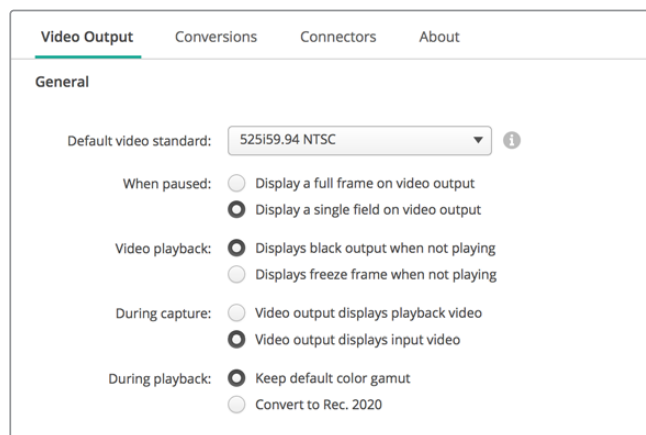 Video Output Conversions Connectors About
General
Default video standard: 525i59.94 NTSC
When paused: Display a full frame on video output
Display a single field on video output
Video playback: Displays black output when not playing
Displays freeze frame when not playing
During capture: Video output displays playback video
Video output displays input video
During playback: Keep default color gamut
Convert to Rec. 2020